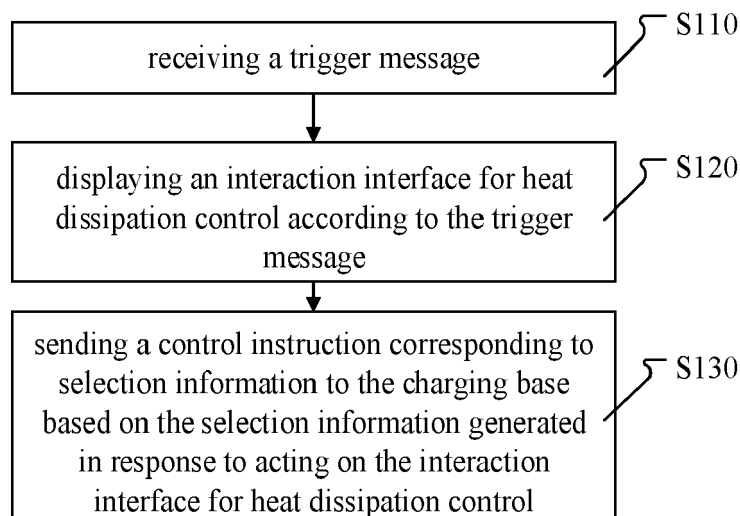 receiving a trigger message
S110
displaying an interaction interface for heat
dissipation control according to the trigger
message
S120
sending a control instruction corresponding to
selection information to the charging base
based on the selection information generated
in response to acting on the interaction
interface for heat dissipation control
S130